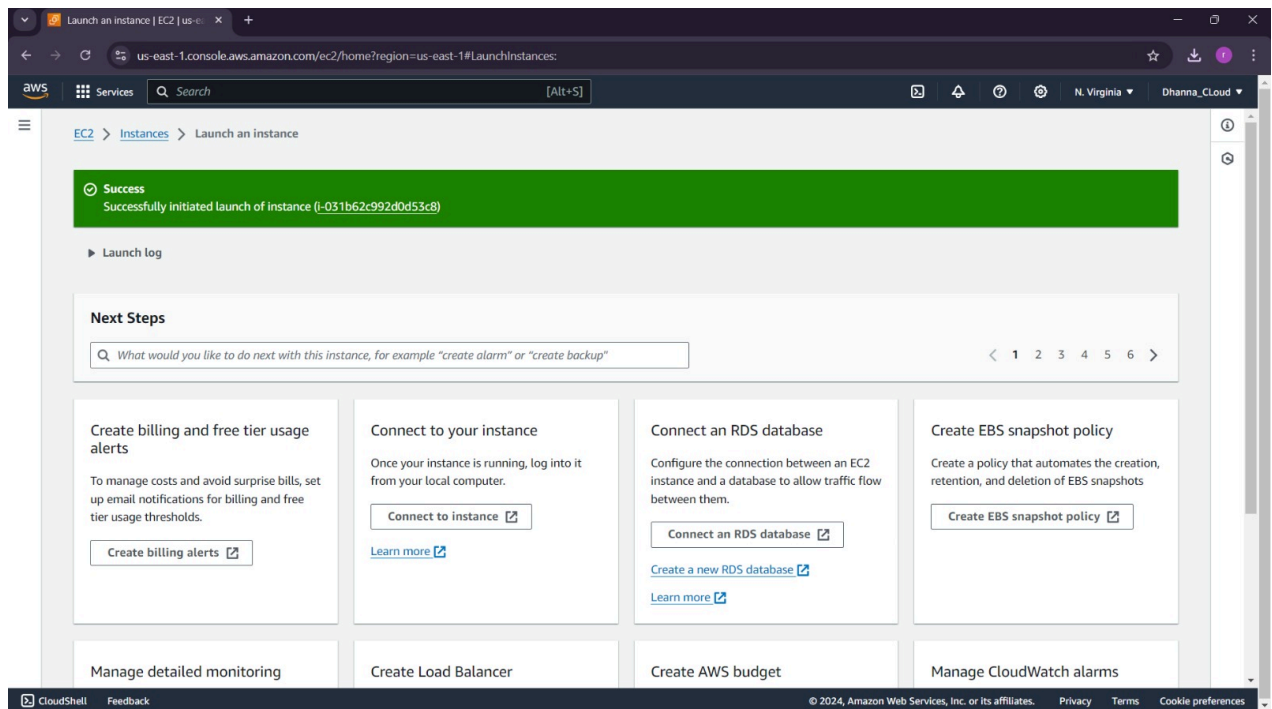 Launch an instance | EC2 | us-e
us-east-1.console.aws.amazon.com/ec2/home?region=us-east-1#LaunchInstances:
r
aws Services Search [Alt+S] N. Virginia Dhanna_CLoud
EC2 > Instances > Launch an instance
Success
Successfully initiated launch of instance (i-031b62c992d0d53c8)
Launch log
Next Steps
What would you like to do next with this instance, for example "create alarm" or "create backup"
1 2 3 4 5 6
Create billing and free tier usage
alerts
To manage costs and avoid surprise bills, set
up email notifications for billing and free
tier usage thresholds.
Create billing alerts
Connect to your instance
Once your instance is running, log into it
from your local computer.
Connect to instance
Learn more
Connect an RDS database
Configure the connection between an EC2
instance and a database to allow traffic flow
between them.
Connect an RDS database
Create a new RDS database
Learn more
Create EBS snapshot policy
Create a policy that automates the creation,
retention, and deletion of EBS snapshots
Create EBS snapshot policy
Manage detailed monitoring
Create Load Balancer
Create AWS budget
Manage CloudWatch alarms
CloudShell Feedback © 2024, Amazon Web Services, Inc. or its affiliates. Privacy Terms Cookie preferences